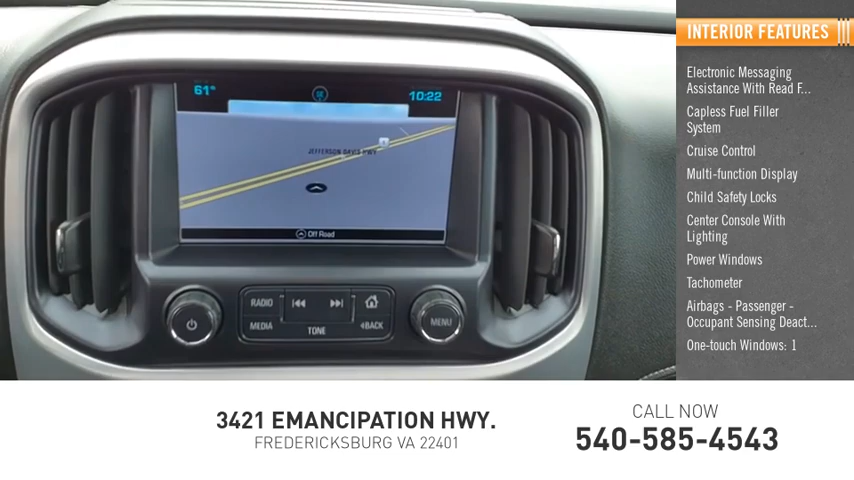 61°
10:22
JEFFERSON DAVIS HWY
Off Road
RADIO
MEDIA
TONE
BACK
MENU
INTERIOR FEATURES
Electronic Messaging
Assistance With Read F...
Capless Fuel Filler
System
Cruise Control
Multi-function Display
Child Safety Locks
Center Console With
Lighting
Power Windows
Tachometer
Airbags - Passenger -
Occupant Sensing Deact...
One-touch Windows: 1
3421 EMANCIPATION HWY.
FREDERICKSBURG VA 22401
CALL NOW
540-585-4543